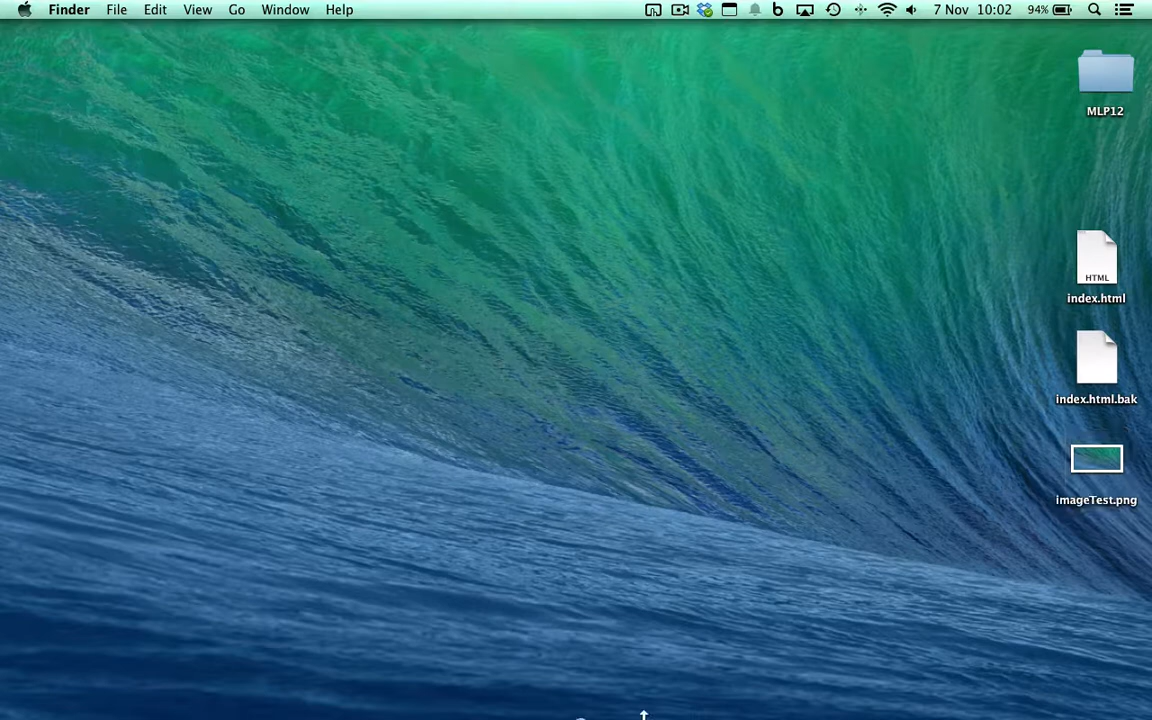 Finder File Edit View Go Window Help 7 Nov 10:02 94%
MLP12
HTML
index.html
index.html.bak
imageTest.png